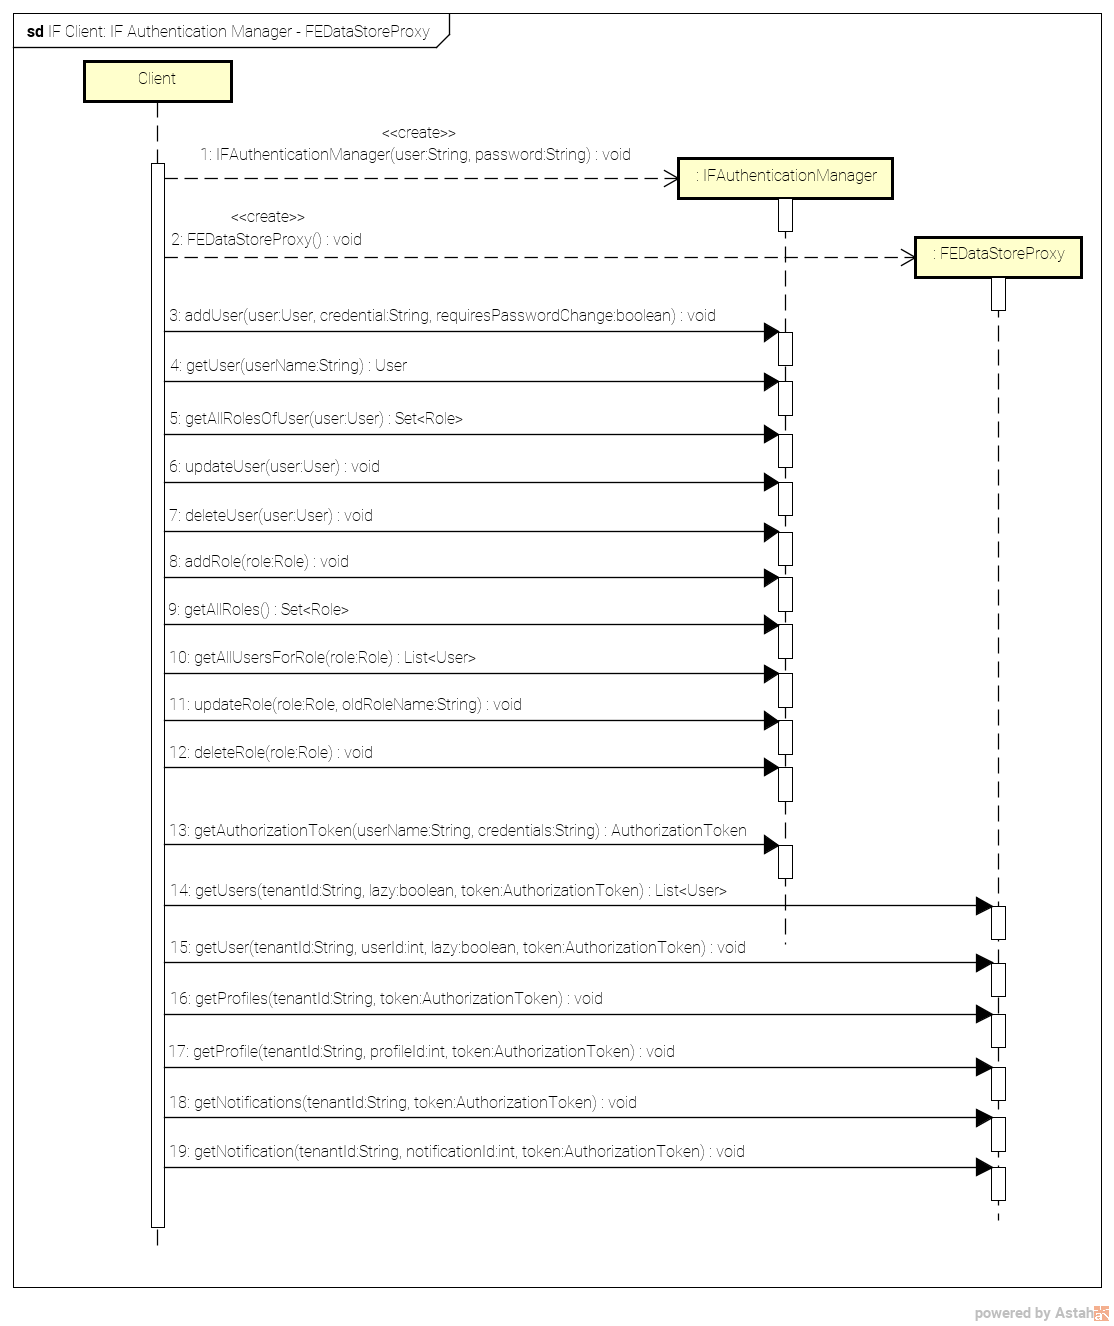 sd IF Client: IF Authentication Manager - FEDataStoreProxy
Client
<<create>>
1: IFAuthenticationManager(user:String, password:String) : void
: IFAuthenticationManager
<<create>>
2: FEDataStoreProxy() : void
: FEDataStoreProxy
3: addUser(user:User, credential:String, requiresPasswordChange:boolean) : void
4: getUser(userName:String) : User
5: getAllRolesOfUser(user:User) : Set<Role>
6: updateUser(user:User) : void
7: deleteUser(user:User) : void
8: addRole(role:Role) : void
9: getAllRoles() : Set<Role>
10: getAllUsersForRole(role:Role) : List<User>
11: updateRole(role:Role, oldRoleName:String) : void
12: deleteRole(role:Role) : void
13: getAuthorizationToken(userName:String, credentials:String) : AuthorizationToken
14: getUsers(tenantId:String, lazy:boolean, token:AuthorizationToken) : List<User>
15: getUser(tenantId:String, userId:int, lazy:boolean, token:AuthorizationToken) : void
16: getProfiles(tenantId:String, token:AuthorizationToken) : void
17: getProfile(tenantId:String, profileId:int, token:AuthorizationToken) : void
18: getNotifications(tenantId:String, token:AuthorizationToken) : void
19: getNotification(tenantId:String, notificationId:int, token:AuthorizationToken) : void
powered by Astah